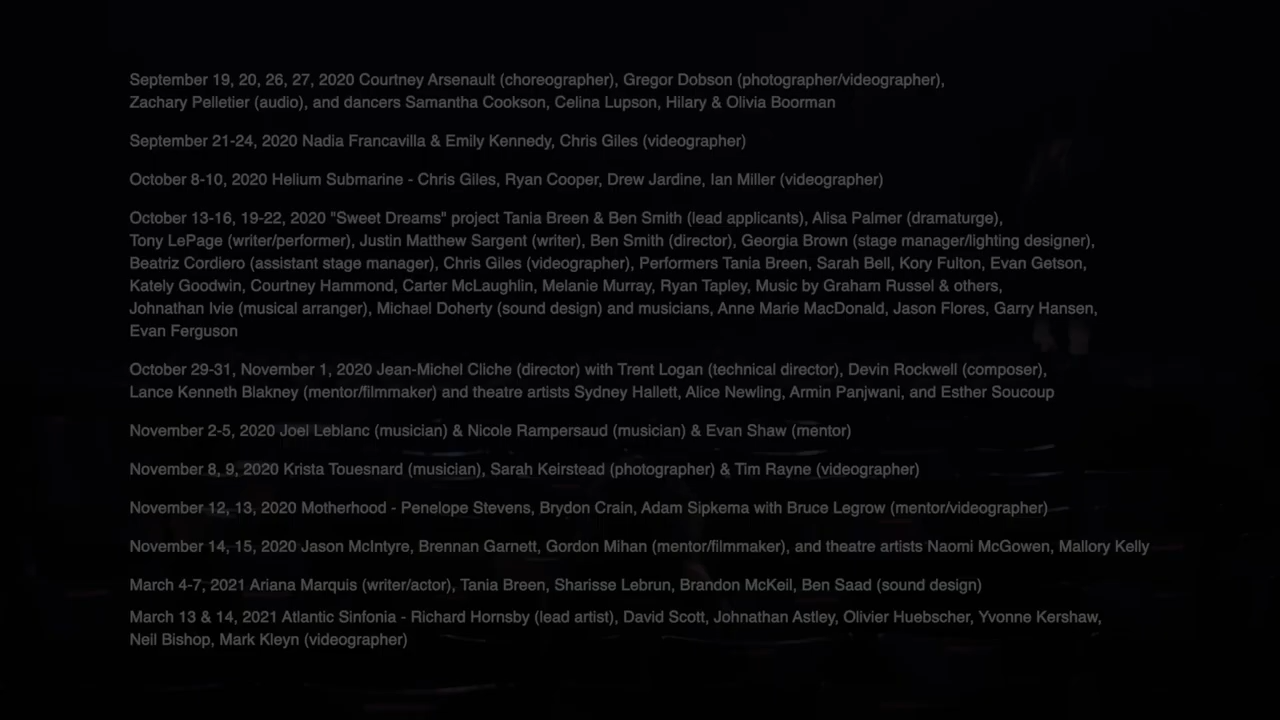 September 19, 20, 26, 27, 2020 Courtney Arsenault (choreographer), Gregor Dobson (photographer/videographer),
Zachary Pelletier (audio), and dancers Samantha Cookson, Celina Lupson, Hilary & Olivia Boorman
September 21-24, 2020 Nadia Francavilla & Emily Kennedy, Chris Giles (videographer)
October 8-10, 2020 Helium Submarine - Chris Giles, Ryan Cooper, Drew Jardine, Ian Miller (videographer)
October 13-16, 19-22, 2020 "Sweet Dreams" project Tania Breen & Ben Smith (lead applicants), Alisa Palmer (dramaturge),
Tony LePage (writer/performer), Justin Matthew Sargent (writer), Ben Smith (director), Georgia Brown (stage manager/lighting designer),
Beatriz Cordiero (assistant stage manager), Chris Giles (videographer), Performers Tania Breen, Sarah Bell, Kory Fulton, Evan Getson,
Kately Goodwin, Courtney Hammond, Carter McLaughlin, Melanie Murray, Ryan Tapley, Music by Graham Russel & others,
Johnathan Ivie (musical arranger), Michael Doherty (sound design) and musicians, Anne Marie MacDonald, Jason Flores, Garry Hansen,
Evan Ferguson
October 29-31, November 1, 2020 Jean-Michel Cliche (director) with Trent Logan (technical director), Devin Rockwell (composer),
Lance Kenneth Blakney (mentor/filmmaker) and theatre artists Sydney Hallett, Alice Newling, Armin Panjwani, and Esther Soucoup
November 2-5, 2020 Joel Leblanc (musician) & Nicole Rampersaud (musician) & Evan Shaw (mentor)
November 8, 9, 2020 Krista Touesnard (musician), Sarah Keirstead (photographer) & Tim Rayne (videographer)
November 12, 13, 2020 Motherhood - Penelope Stevens, Brydon Crain, Adam Sipkema with Bruce Legrow (mentor/videographer)
November 14, 15, 2020 Jason McIntyre, Brennan Garnett, Gordon Mihan (mentor/filmmaker), and theatre artists Naomi McGowen, Mallory Kelly
March 4-7, 2021 Ariana Marquis (writer/actor), Tania Breen, Sharisse Lebrun, Brandon McKeil, Ben Saad (sound design)
March 13 & 14, 2021 Atlantic Sinfonia - Richard Hornsby (lead artist), David Scott, Johnathan Astley, Olivier Huebscher, Yvonne Kershaw,
Neil Bishop, Mark Kleyn (videographer)